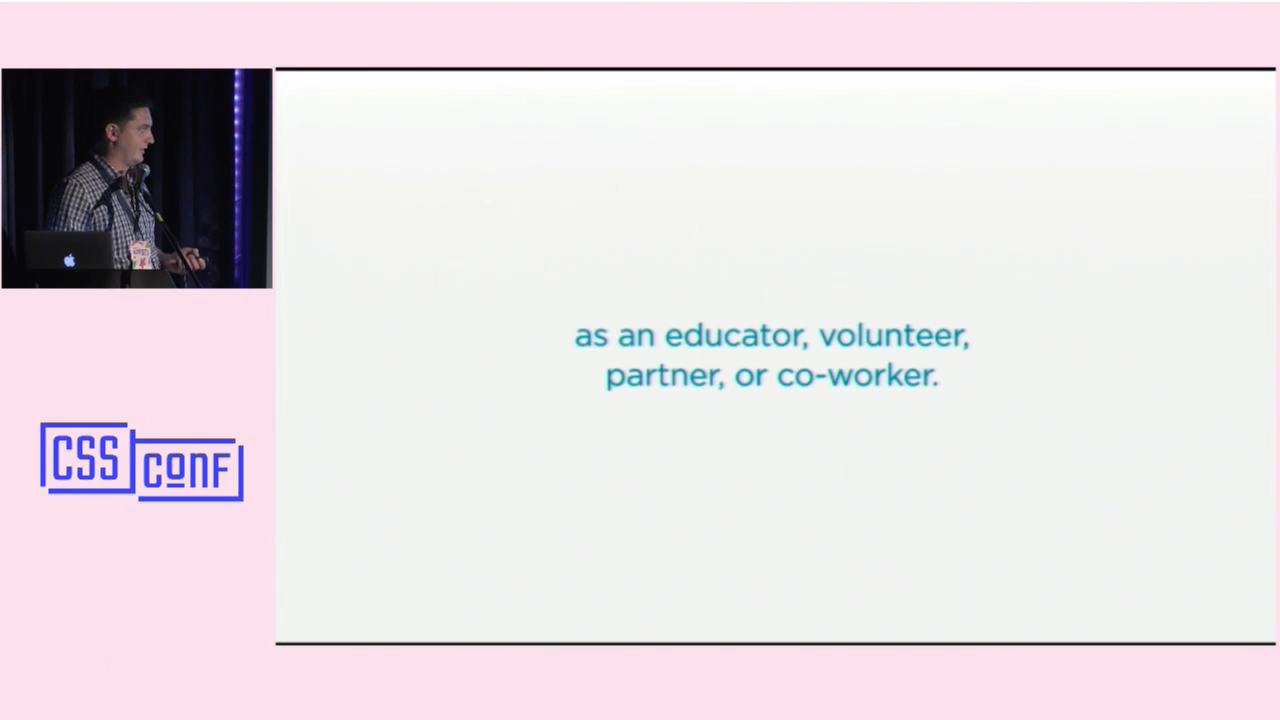 as an educator, volunteer,
partner, or co-worker.
CSS
CONF